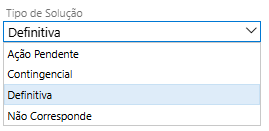 Tipo de Solução
Definitiva
Ação Pendente
Contingencial
Definitiva
Não Corresponde